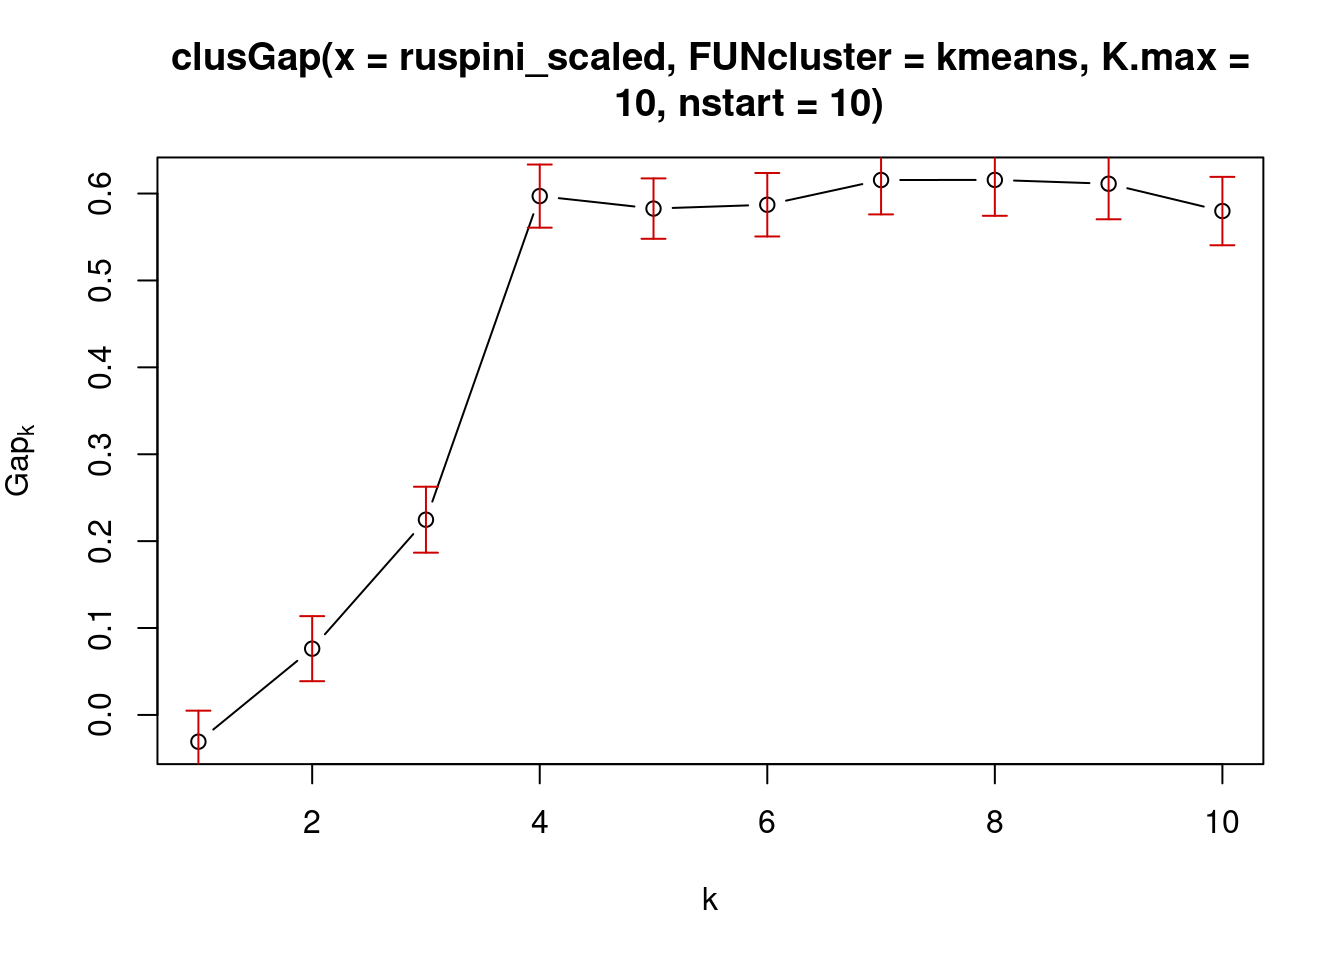 clusGap(x = ruspini_scaled, FUNcluster = kmeans, K.max =
10, nstart = 10)
0.6
0.5
0.4
0.3
0.2
0.1
0.0
Gapk
2 4 6 8 10
k